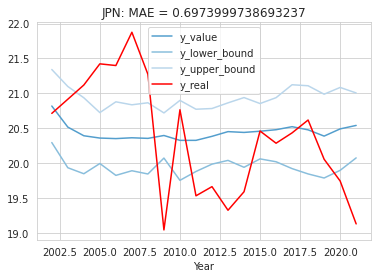 JPN: MAE = 0.6973999738693237
22.0
21.5
21.0
20.5
20.0
19.5
19.0
y_value
y_lower_bound
y_upper_bound
y_real
2002.5 2005.0 2007.5 2010.0 2012.5 2015.0 2017.5 2020.0
Year